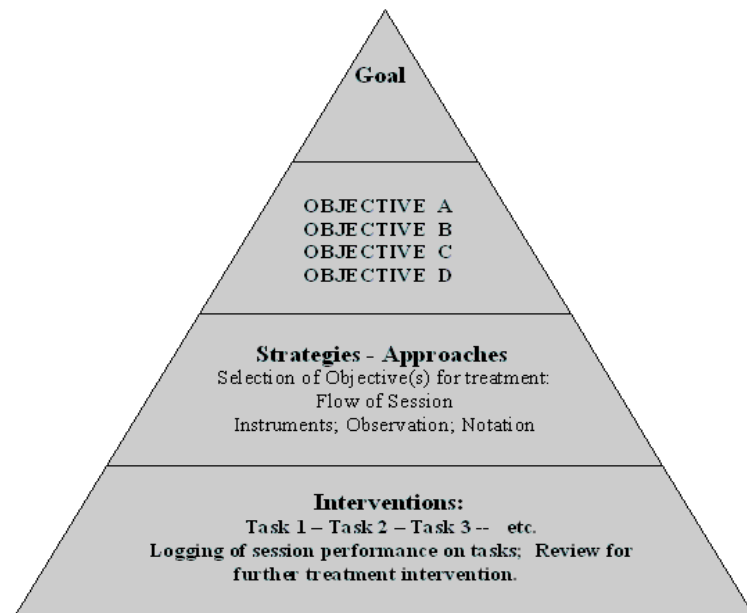 Goal
OBJECTIVE A
OBJECTIVE B
OBJECTIVE C
OBJECTIVE D
Strategies - Approaches
Selection of Objective(s) for treatment:
Flow of Session
Instruments; Observation; Notation
Interventions:
Task 1 – Task 2 – Task 3 -- etc.
Logging of session performance on tasks; Review for
further treatment intervention.